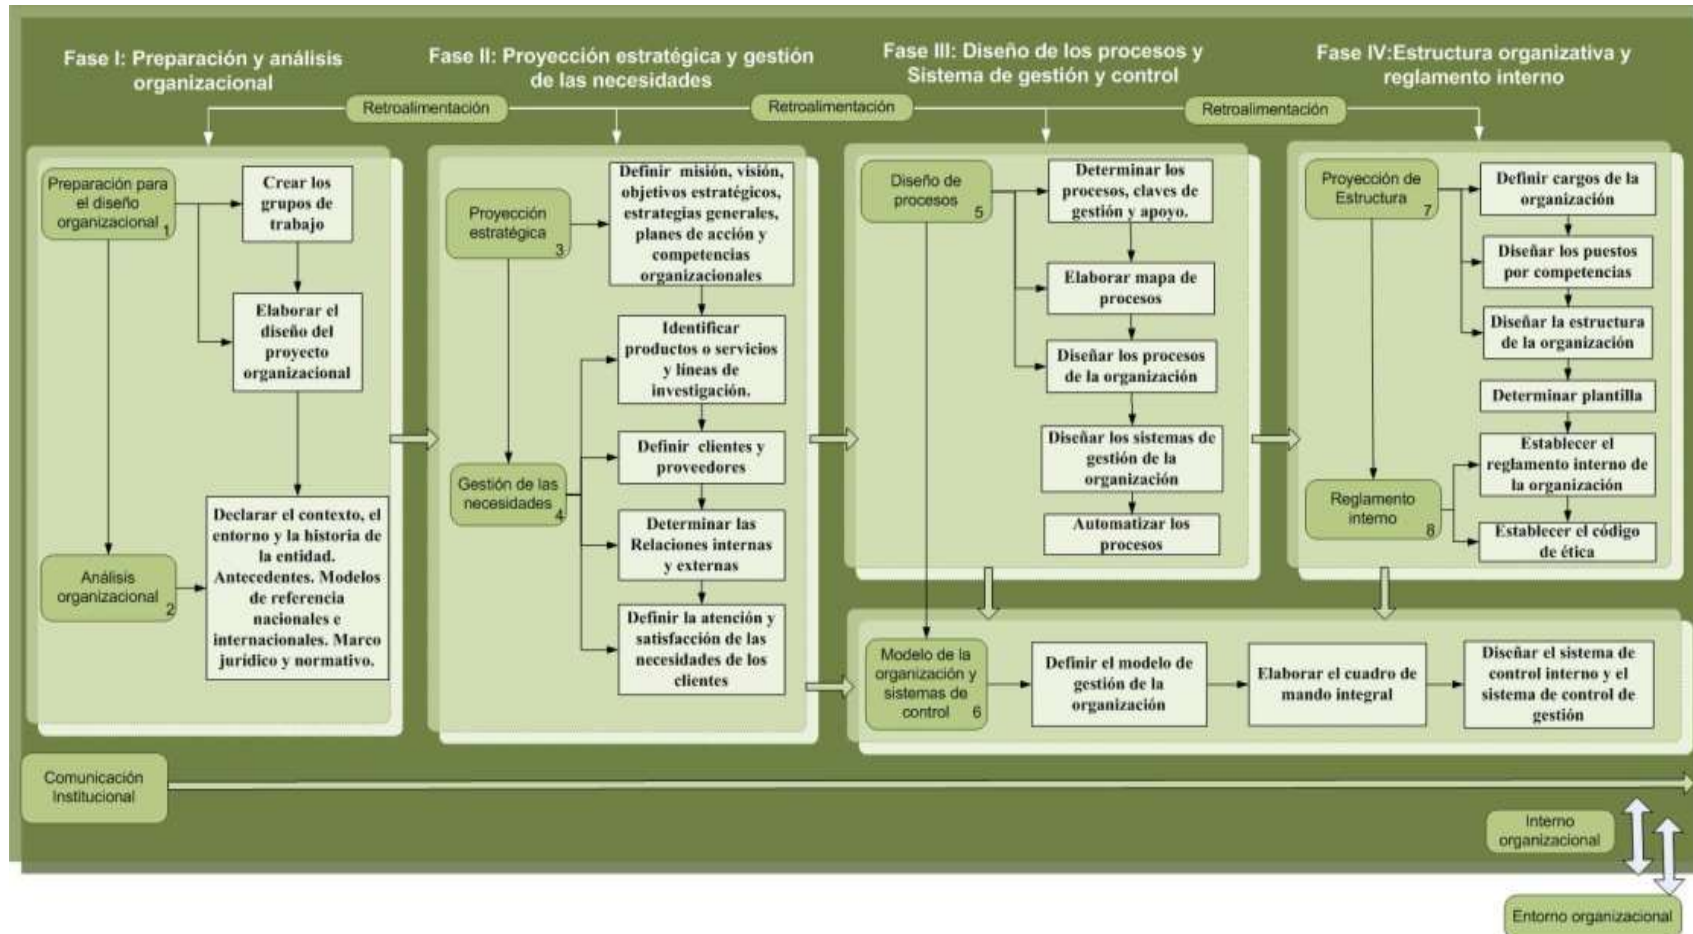 Fase I: Preparación y análisis
organizacional
Fase II: Proyección estratégica y gestión
de las necesidades
Fase III: Diseño de los procesos y
Sistema de gestión y control
Fase IV:Estructura organizativa y
reglamento interno
Retroalimentación
Retroalimentación
Retroalimentación
Preparación para
el diseño
organizacional
1
Crear los
grupos de
trabajo
Elaborar el
diseño del
proyecto
organizacional
Análisis
organizacional
2
Declarar el contexto, el
entorno y la historia de
la entidad.
Antecedentes. Modelos
de referencia
nacionales e
internacionales. Marco
jurídico y normativo.
Proyección
estratégica
3
Definir misión, visión,
objetivos estratégicos,
estrategias generales,
planes de acción y
competencias
organizacionales
Identificar
productos o servicios
y líneas de
investigación.
Gestión de las
necesidades
4
Definir clientes y
proveedores
Determinar las
Relaciones internas
y externas
Definir la atención y
satisfacción de las
necesidades de los
clientes
Diseño de
procesos
5
Determinar los
procesos, claves de
gestión y apoyo.
Elaborar mapa de
procesos
Diseñar los procesos
de la organización
Diseñar los sistemas de
gestión de la
organización
Automatizar los
procesos
Proyección de
Estructura
7
Definir cargos de la
organización
Diseñar los puestos
por competencias
Diseñar la estructura
de la organización
Determinar plantilla
Reglamento
interno
8
Establecer el
reglamento interno de
la organización
Establecer el código
de ética
Modelo de la
organización y
sistemas de
control
6
Definir el modelo de
gestión de la
organización
Elaborar el cuadro de
mando integral
Diseñar el sistema de
control interno y el
sistema de control de
gestión
Comunicación
Institucional
Interno
organizacional
Entorno organizacional